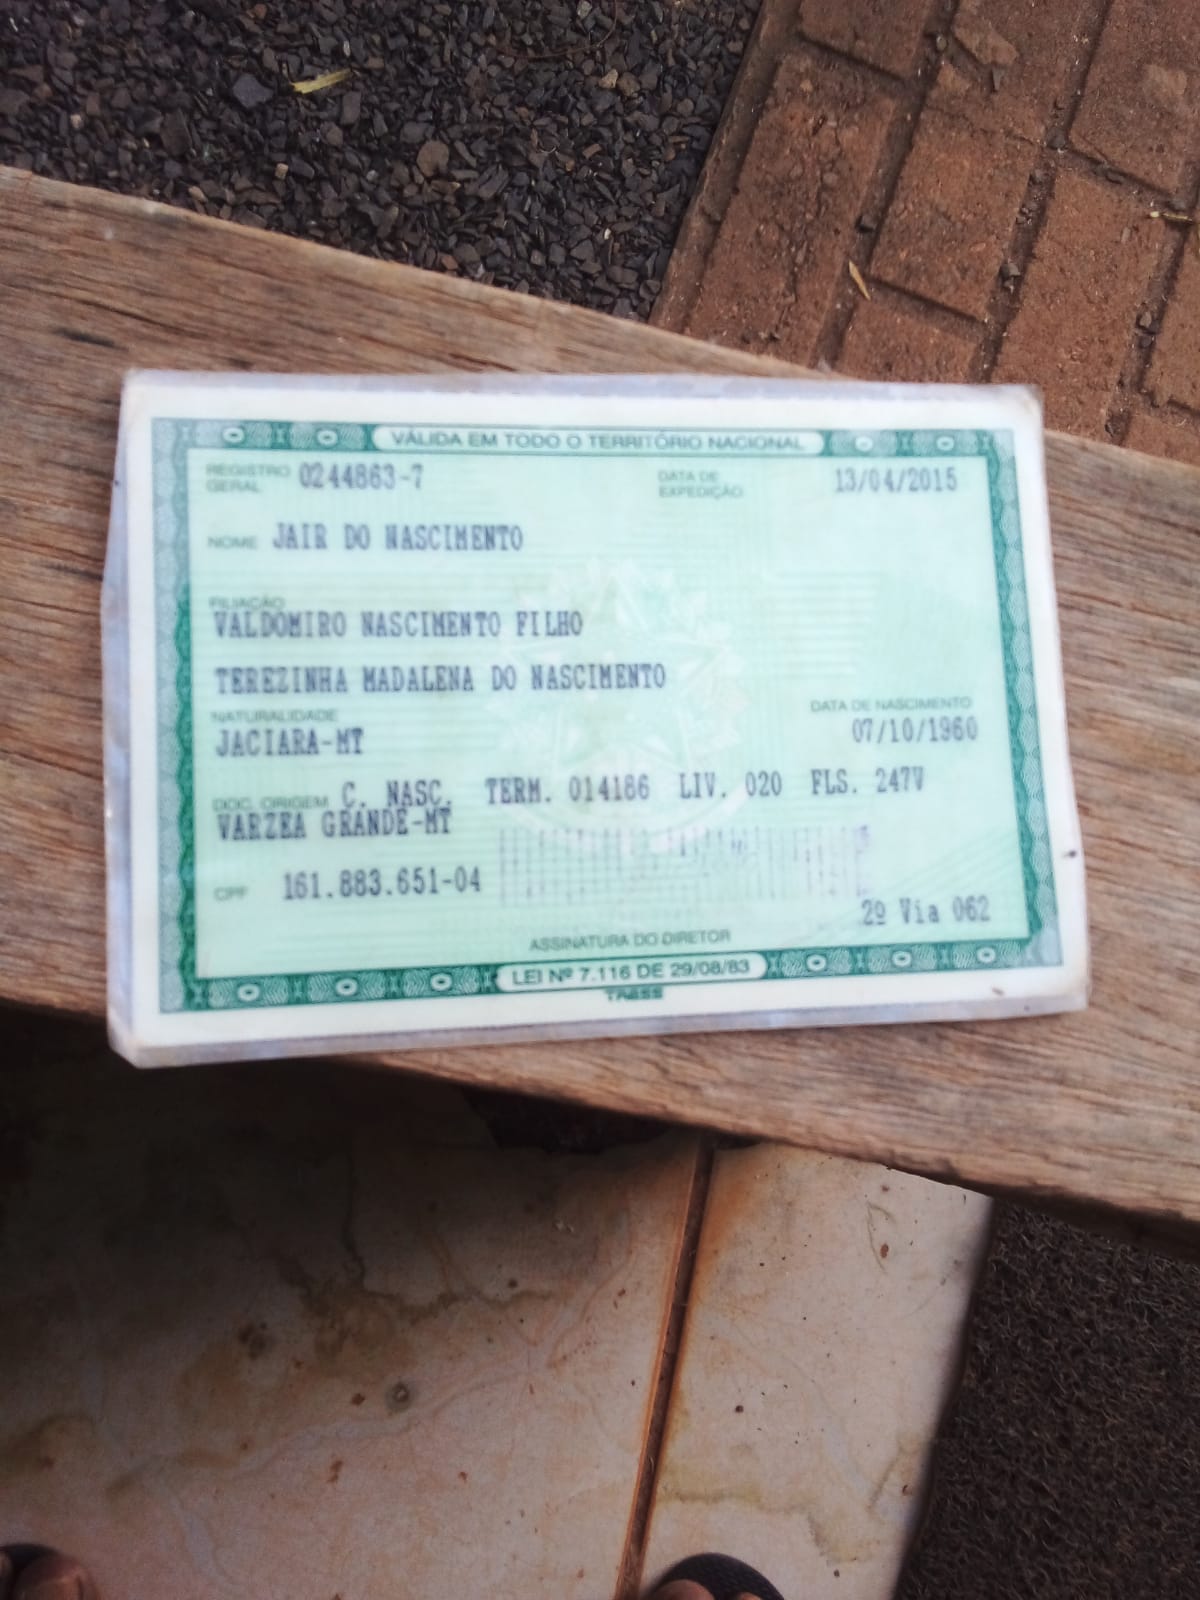 VÁLIDA EM TODO O TERRITÓRIO NACIONAL
REGISTRO GERAL 0244863-7 DATA DE EXPEDIÇÃO 13/04/2015
NOME JAIR DO NASCIMENTO
FILIAÇÃO
VALDOMIRO NASCIMENTO FILHO
TEREZINHA MADALENA DO NASCIMENTO
NATURALIDADE DATA DE NASCIMENTO
JACIARA-MT 07/10/1960
DOC. ORIGEM C. NASC. TERM. 014186 LIV. 020 FLS. 247V
VARZEA GRANDE-MT
CPF 161.883.651-04
2º Via 062
ASSINATURA DO DIRETOR
LEI Nº 7.116 DE 29/08/83